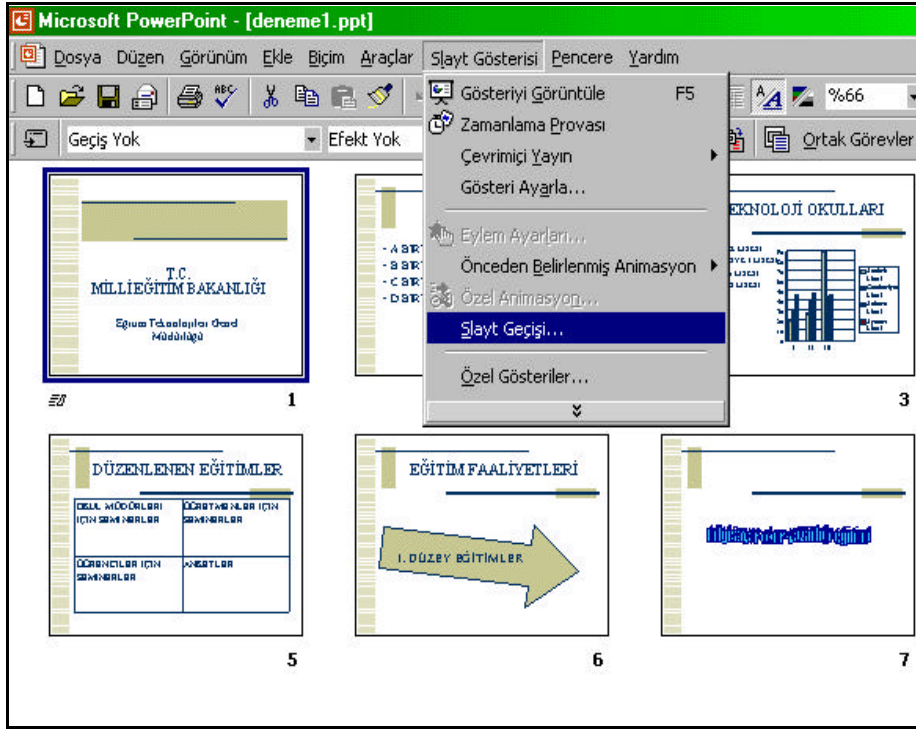 Microsoft PowerPoint - [deneme1.ppt]
Dosya Düzen Görünüm Ekle Biçim Araçlar Slayt Gösterisi Pencere Yardım
%66
Geçiş Yok Efekt Yok Ortak Görevler
Gösteriyi Görüntüle F5
Zamanlama Provası
Çevrimiçi Yayın
Gösteri Ayarla...
Eylem Ayarları...
Önceden Belirlenmiş Animasyon
Özel Animasyon...
Slayt Geçişi...
Özel Gösteriler...
T.C.
MİLLİ EĞİTİM BAKANLIĞI
Müdürlüğü
1
EKNOLOJİ OKULLARI
3
DÜZENLENEN EĞİTİMLER
OKUL MÜDÜRLERİ İÇİN SEMİNERLER
ÖĞRETMENLER İÇİN SEMİNERLER
ÖĞRENCİLER İÇİN SEMİNERLER
5
EĞİTİM FAALİYETLERİ
I. DÜZEY EĞİTİMLER
6
7